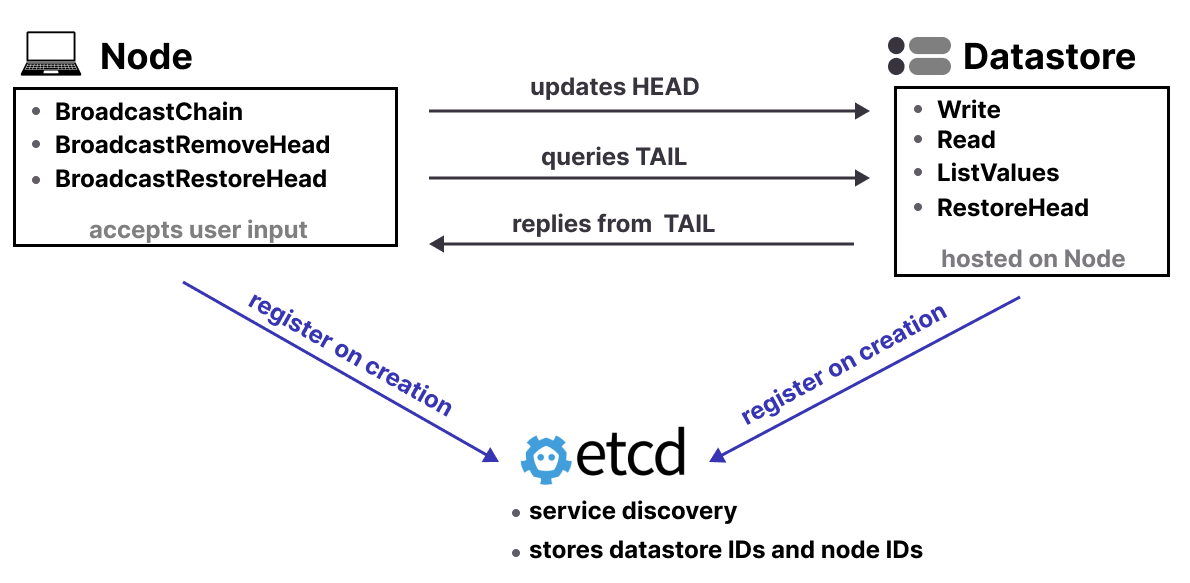 Node
BroadcastChain
BroadcastRemoveHead
BroadcastRestoreHead
accepts user input
updates HEAD
queries TAIL
replies from TAIL
Datastore
Write
Read
ListValues
RestoreHead
hosted on Node
register on creation
register on creation
etcd
service discovery
stores datastore IDs and node IDs